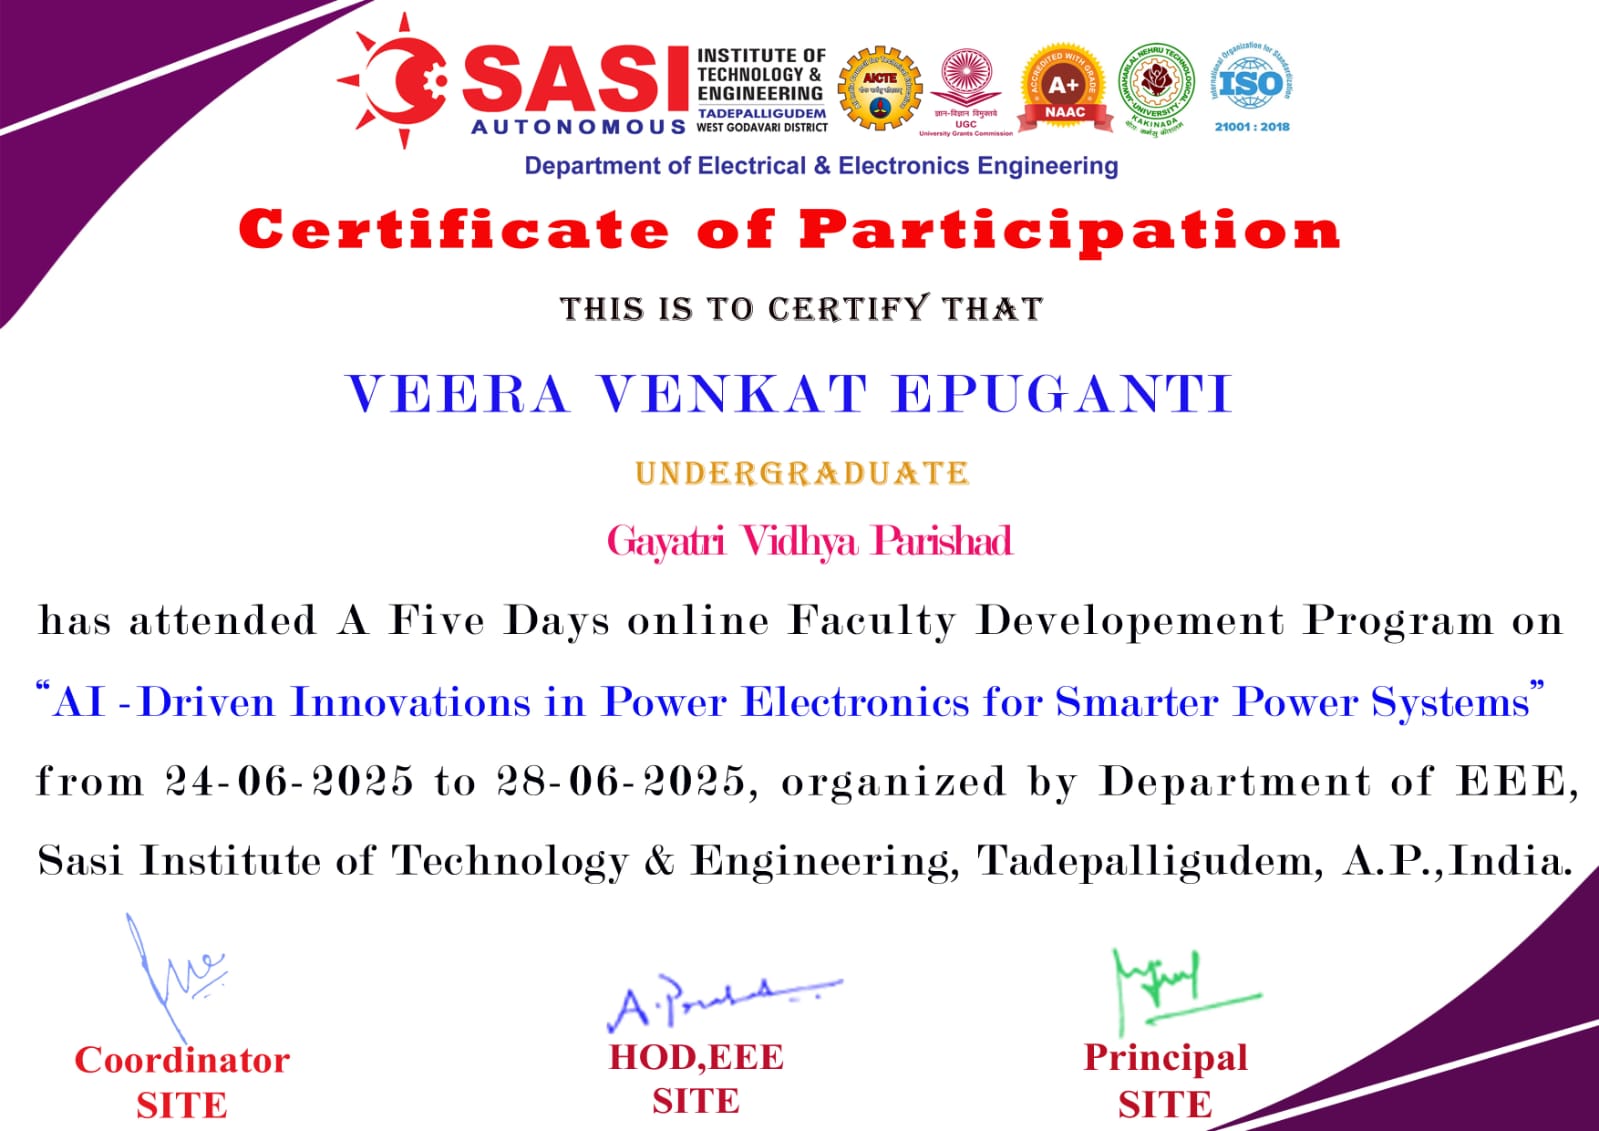 SASI
AUTONOMOUS
INSTITUTE OF
TECHNOLOGY &
ENGINEERING
TADEPALLIGUDEM
WEST GODAVARI DISTRICT
AICTE
ज्ञान-विज्ञान विमुक्तये
UGC
University Grants Commission
ACCREDITED WITH GRADE
A+
NAAC
JAWAHARLAL NEHRU TECHNOLOGICAL
UNIVERSITY
KAKINADA
International Organization for Standardization
ISO
21001 : 2018
Department of Electrical & Electronics Engineering
Certificate of Participation
THIS IS TO CERTIFY THAT
VEERA VENKAT EPUGANTI
UNDERGRADUATE
Gayatri Vidhya Parishad
has attended A Five Days online Faculty Developement Program on
“AI -Driven Innovations in Power Electronics for Smarter Power Systems”
from 24-06-2025 to 28-06-2025, organized by Department of EEE,
Sasi Institute of Technology & Engineering, Tadepalligudem, A.P.,India.
Coordinator
SITE
HOD,EEE
SITE
Principal
SITE